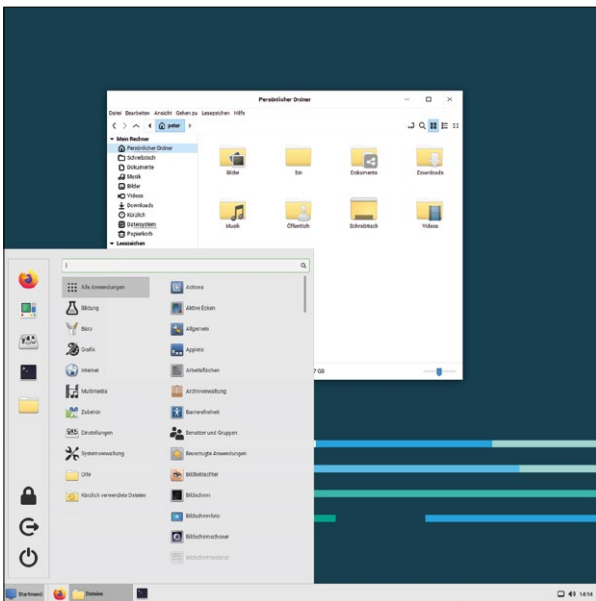 Persönlicher Ordner
Datei Bearbeiten Ansicht Gehen zu Lesezeichen Hilfe
peter
Mein Rechner
Persönlicher Ordner
Schreibtisch
Dokumente
Musik
Bilder
Videos
Downloads
Kürzlich
Dateisystem
Papierkorb
Lesezeichen
Bilder bin Dokumente Downloads
Musik Öffentlich Schreibtisch Videos
GB
Alle Anwendungen
Bildung
Büro
Grafik
Internet
Multimedia
Zubehör
Einstellungen
Systemverwaltung
Orte
Kürzlich verwendete Dateien
Actions
Aktive Ecken
Allgemein
Applets
Arbeitsflächen
Archivverwaltung
Barrierefreiheit
Benutzer und Gruppen
Bevorzugte Anwendungen
Bildbetrachter
Bildschirm
Bildschirmfoto
Bildschirmschoner
Bildschirmtastatur
Startmenü
Dateien
14:14